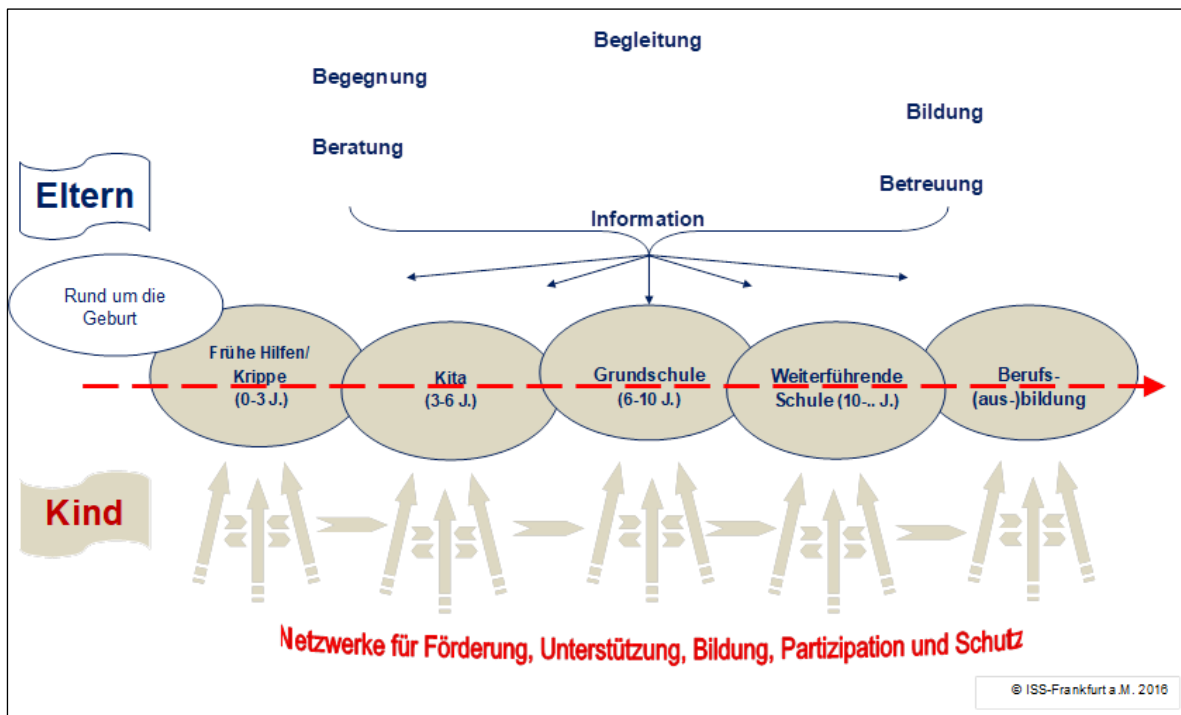 Begleitung
Begegnung
Bildung
Beratung
Eltern
Betreuung
Information
Rund um die
Geburt
Frühe Hilfen/
Krippe
(0-3 J.)
Kita
(3-6 J.)
Grundschule
(6-10 J.)
Weiterführende
Schule (10-.. J.)
Berufs-
(aus-)bildung
Kind
Netzwerke für Förderung, Unterstützung, Bildung, Partizipation und Schutz
© ISS-Frankfurt a.M. 2016